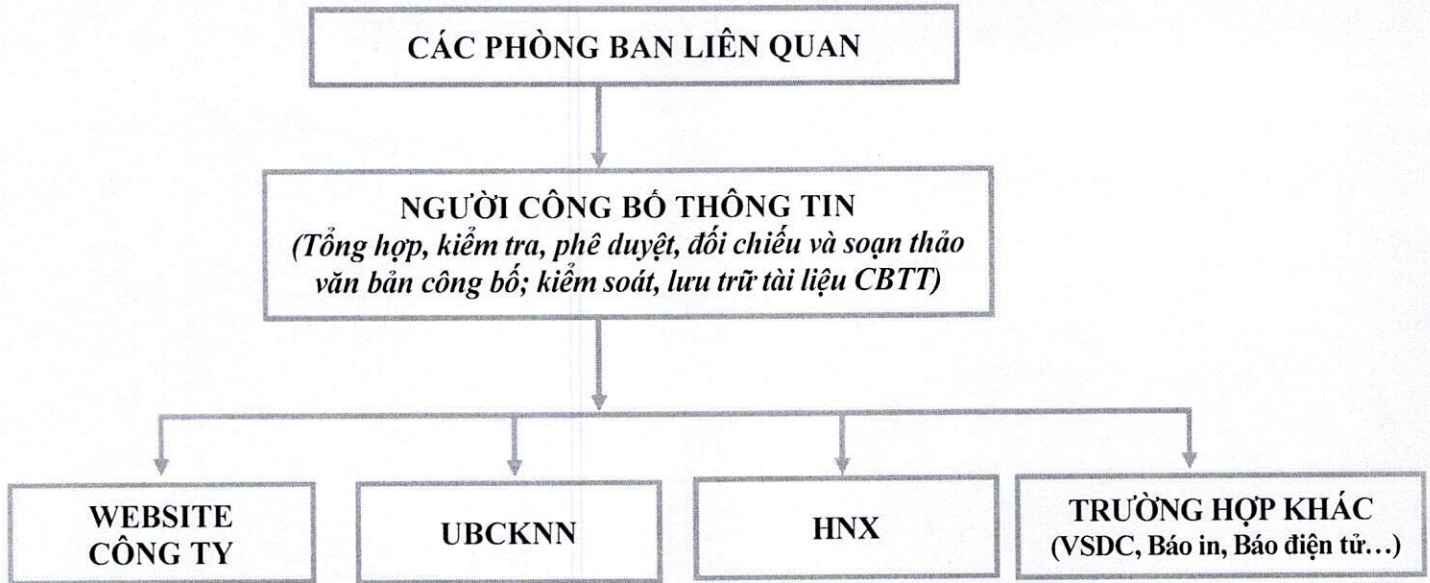 CÁC PHÒNG BAN LIÊN QUAN
NGƯỜI CÔNG BỐ THÔNG TIN
(Tổng hợp, kiểm tra, phê duyệt, đối chiếu và soạn thảo
văn bản công bố; kiểm soát, lưu trữ tài liệu CBTT)
WEBSITE
CÔNG TY
UBCKNN
HNX
TRƯỜNG HỢP KHÁC
(VSDC, Báo in, Báo điện tử…)